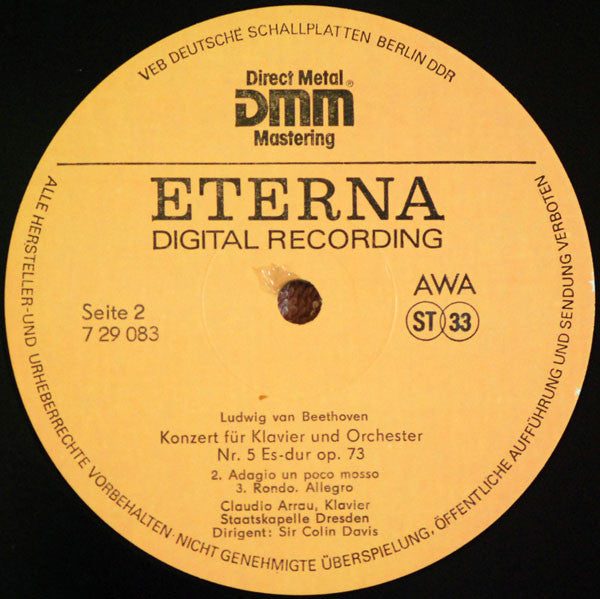 VEB DEUTSCHE SCHALLPLATTEN BERLIN DDR
Direct Metal
DMM®
Mastering
ETERNA
DIGITAL RECORDING
Seite 2
7 29 083
AWA
ST 33
Ludwig van Beethoven
Konzert für Klavier und Orchester
Nr. 5 Es-dur op. 73
2. Adagio un poco mosso
3. Rondo. Allegro
Claudio Arrau, Klavier
Staatskapelle Dresden
Dirigent: Sir Colin Davis
ALLE HERSTELLER- UND URHEBERRECHTE VORBEHALTEN · NICHT GENEHMIGTE ÜBERSPIELUNG, ÖFFENTLICHE AUFFÜHRUNG UND SENDUNG VERBOTEN